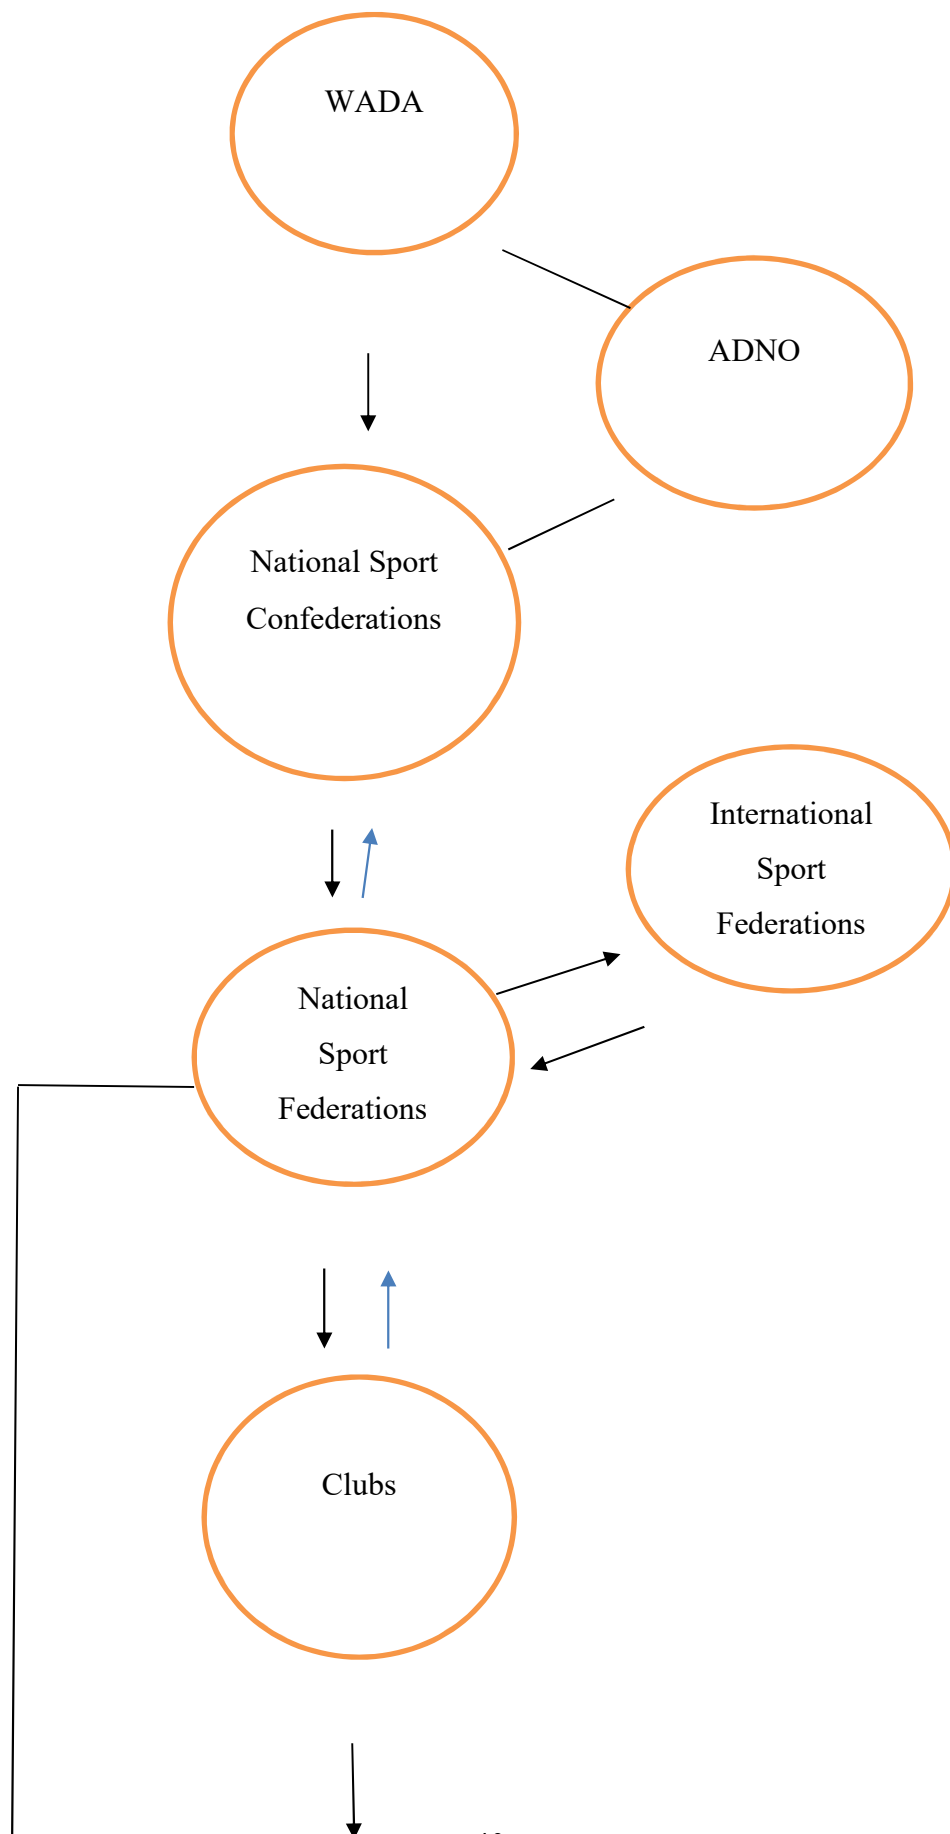 WADA
ADNO
National Sport
Confederations
International
Sport
Federations
National
Sport
Federations
Clubs